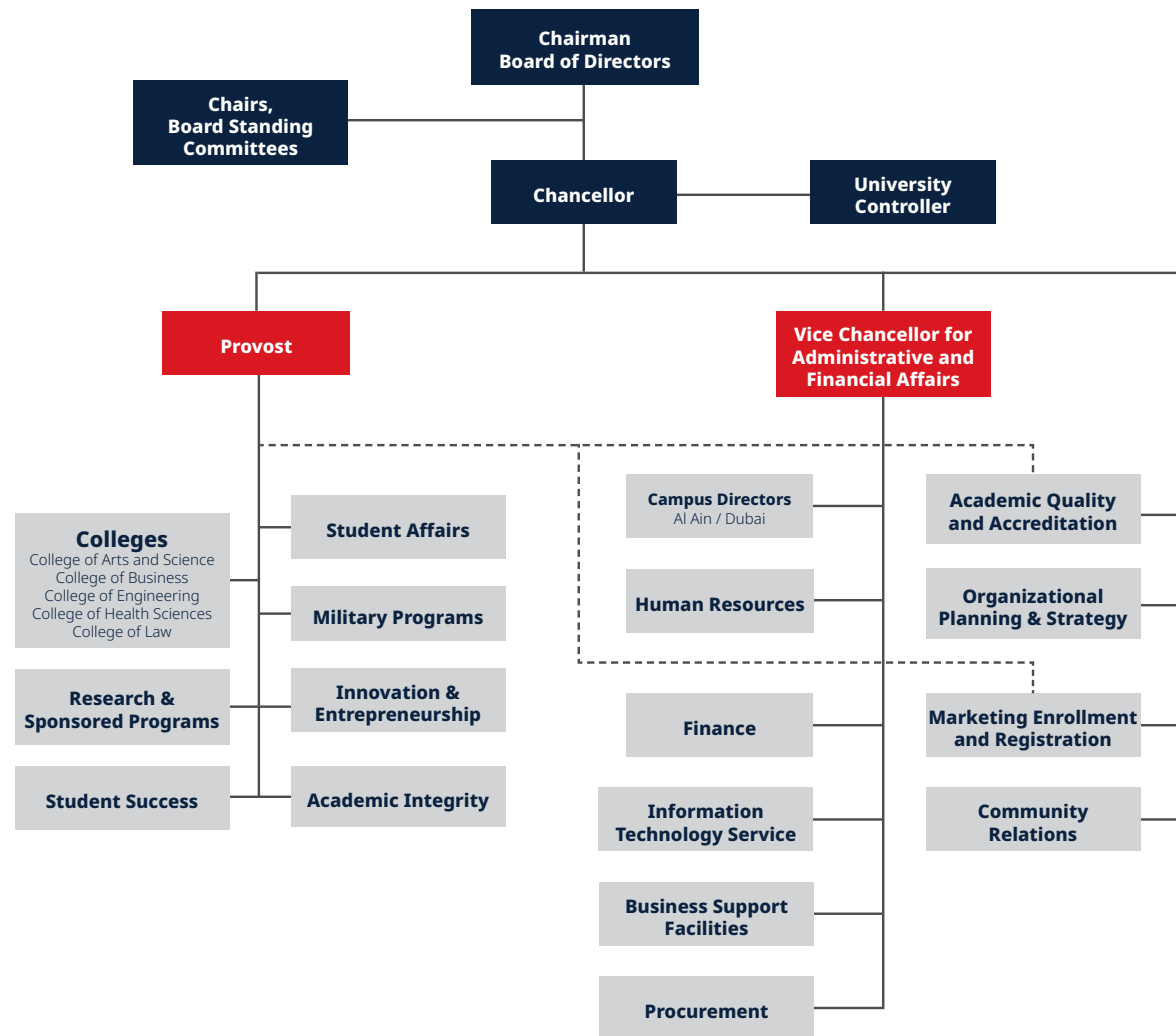 Chairman
Board of Directors
Chairs,
Board Standing
Committees
Chancellor
University
Controller
Provost
Vice Chancellor for
Administrative and
Financial Affairs
Colleges
College of Arts and Science
College of Business
College of Engineering
College of Health Sciences
College of Law
Student Affairs
Military Programs
Research &
Sponsored Programs
Innovation &
Entrepreneurship
Student Success
Academic Integrity
Campus Directors
Al Ain / Dubai
Human Resources
Finance
Information
Technology Service
Business Support
Facilities
Procurement
Academic Quality
and Accreditation
Organizational
Planning & Strategy
Marketing Enrollment
and Registration
Community
Relations